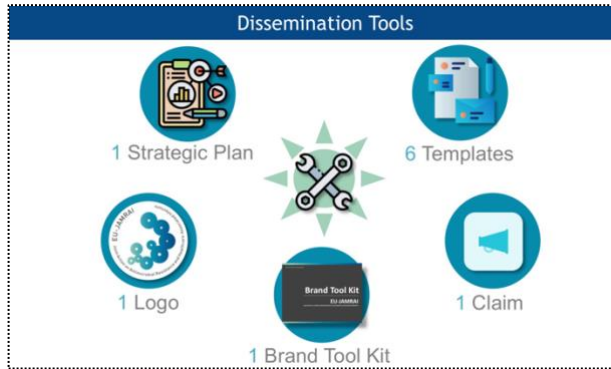 Dissemination Tools
1 Strategic Plan
6 Templates
EU-JAMRAI
1 Logo
Brand Tool Kit
EU-JAMRAI
1 Claim
1 Brand Tool Kit